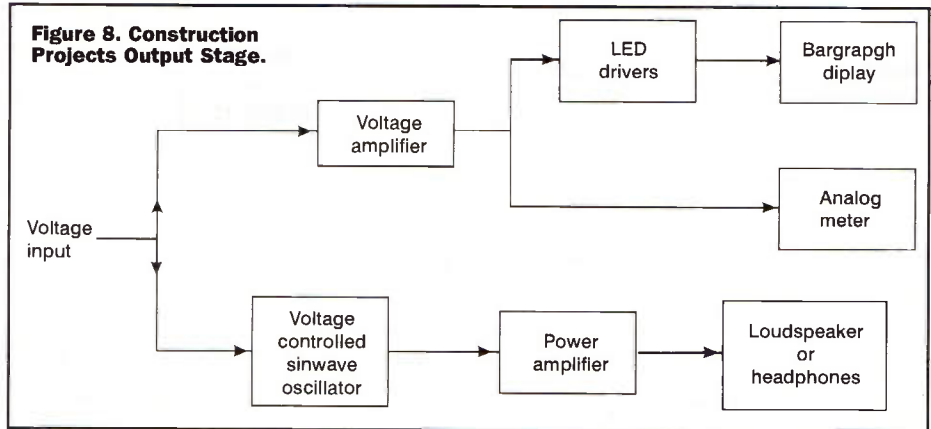 Figure 8. Construction
Projects Output Stage.
LED
drivers
Bargrapgh
diplay
Voltage
amplifier
Analog
meter
Voltage
input
Voltage
controlled
sinwave
oscillator
Power
amplifier
Loudspeaker
or
headphones